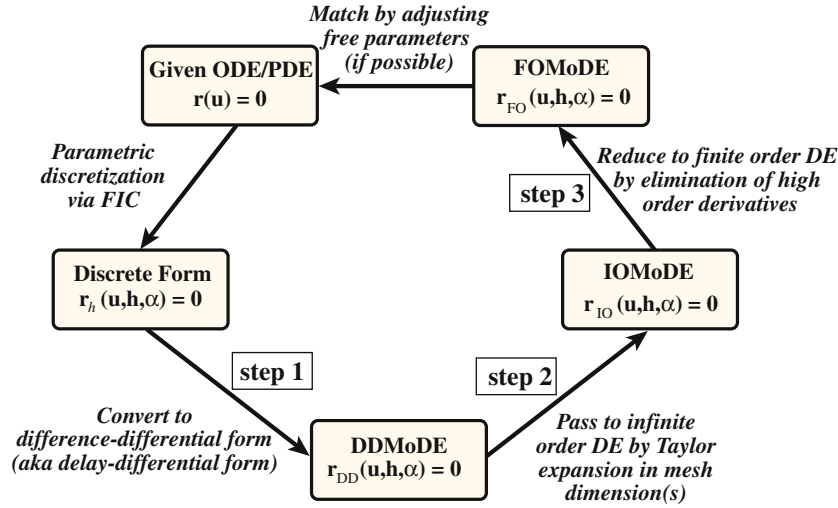 Match by adjusting
free parameters
(if possible)
Given ODE/PDE
r(u) = 0
FOMoDE
r_FO (u,h,α) = 0
Parametric
discretization
via FIC
Reduce to finite order DE
by elimination of high
order derivatives
step 3
Discrete Form
r_h (u,h,α) = 0
IOMoDE
r_IO (u,h,α) = 0
step 1
step 2
Convert to
difference-differential form
(aka delay-differential form)
DDMoDE
r_DD (u,h,α) = 0
Pass to infinite
order DE by Taylor
expansion in mesh
dimension(s)